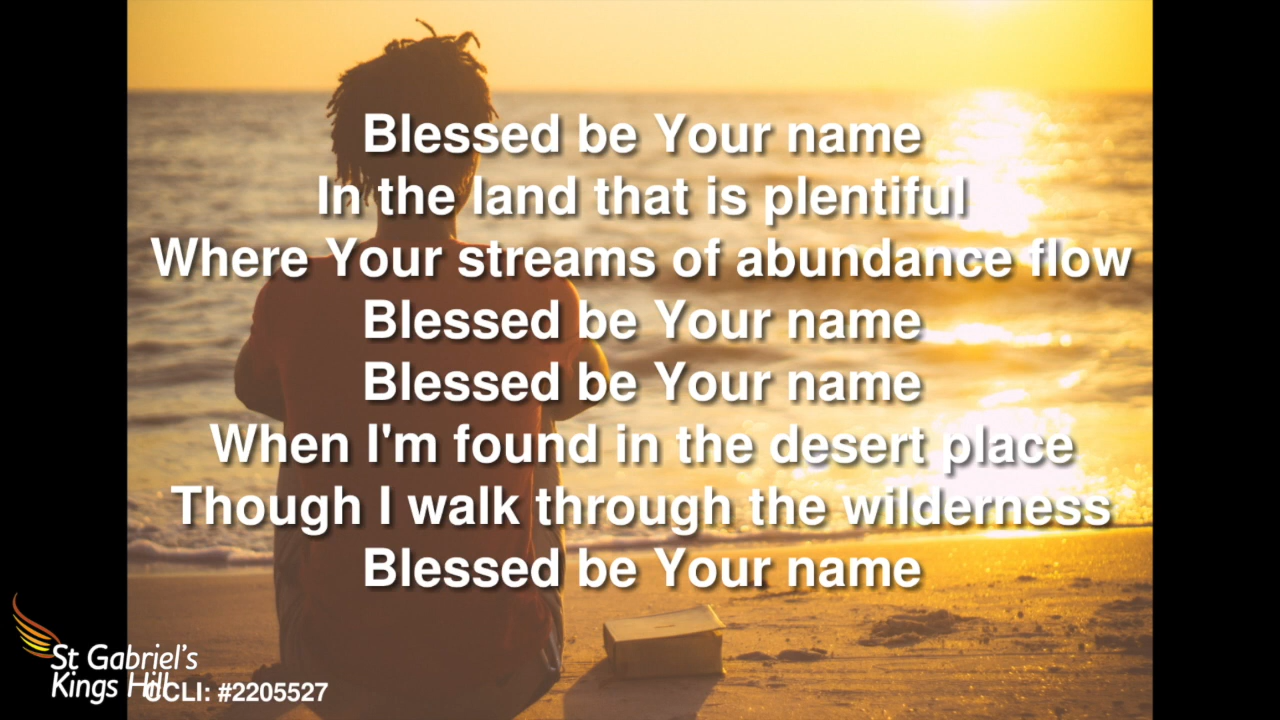 Blessed be Your name
In the land that is plentiful
Where Your streams of abundance flow
Blessed be Your name
Blessed be Your name
When I'm found in the desert place
Though I walk through the wilderness
Blessed be Your name
St Gabriel's
Kings Hill
CCLI: #2205527